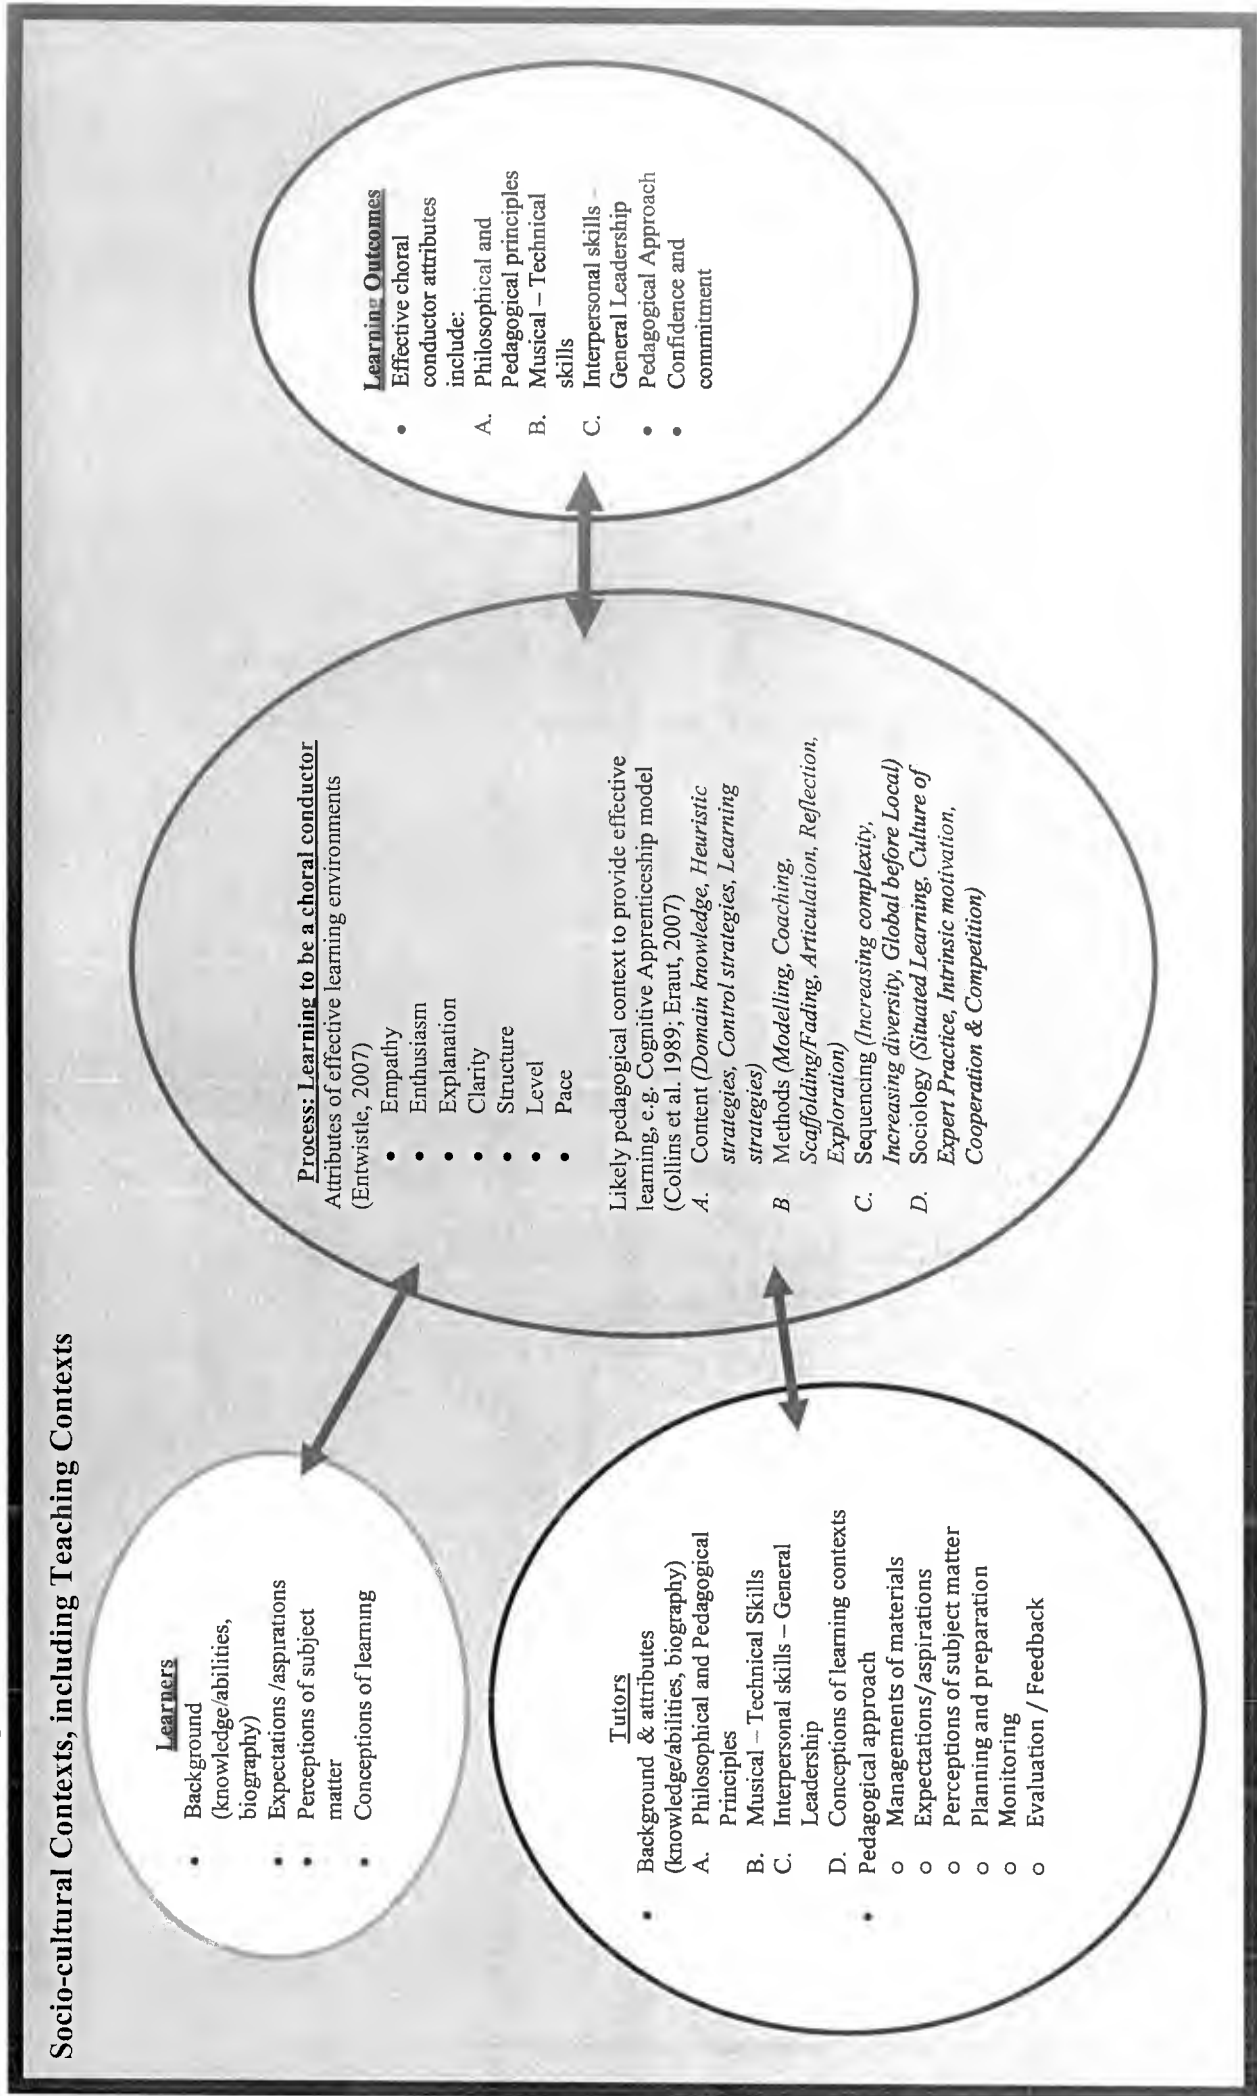 Socio-cultural Contexts, including Teaching Contexts
Learners
• Background
(knowledge/abilities,
biography)
• Expectations /aspirations
• Perceptions of subject
matter
• Conceptions of learning
Tutors
• Background & attributes
(knowledge/abilities, biography)
A. Philosophical and Pedagogical
Principles
B. Musical – Technical Skills
C. Interpersonal skills – General
Leadership
D. Conceptions of learning contexts
• Pedagogical approach
o Managements of materials
o Expectations/aspirations
o Perceptions of subject matter
o Planning and preparation
o Monitoring
o Evaluation / Feedback
Process: Learning to be a choral conductor
Attributes of effective learning environments
(Entwistle, 2007)
• Empathy
• Enthusiasm
• Explanation
• Clarity
• Structure
• Level
• Pace
Likely pedagogical context to provide effective
learning, e.g. Cognitive Apprenticeship model
(Collins et al. 1989; Eraut, 2007)
A. Content (Domain knowledge, Heuristic
strategies, Control strategies, Learning
strategies)
B Methods (Modelling, Coaching,
Scaffolding/Fading, Articulation, Reflection,
Exploration)
C. Sequencing (Increasing complexity,
Increasing diversity, Global before Local)
D. Sociology (Situated Learning, Culture of
Expert Practice, Intrinsic motivation,
Cooperation & Competition)
Learning Outcomes
• Effective choral
conductor attributes
include:
A. Philosophical and
Pedagogical principles
B. Musical – Technical
skills
C. Interpersonal skills –
General Leadership
• Pedagogical Approach
• Confidence and
commitment